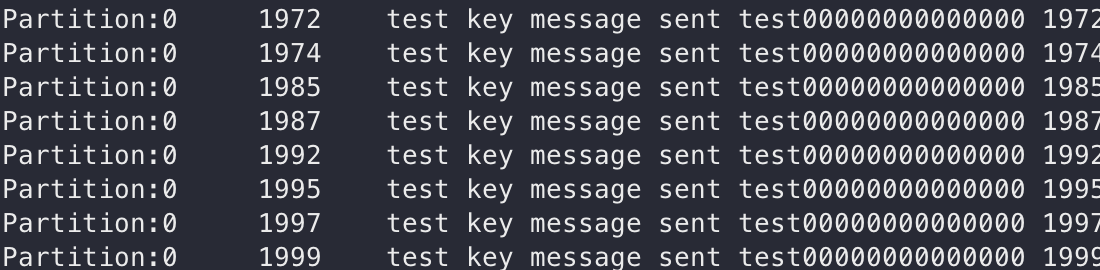 Partition:0 1972 test key message sent test00000000000000 1972
Partition:0 1974 test key message sent test00000000000000 1974
Partition:0 1985 test key message sent test00000000000000 1985
Partition:0 1987 test key message sent test00000000000000 1987
Partition:0 1992 test key message sent test00000000000000 1992
Partition:0 1995 test key message sent test00000000000000 1995
Partition:0 1997 test key message sent test00000000000000 1997
Partition:0 1999 test key message sent test00000000000000 1999